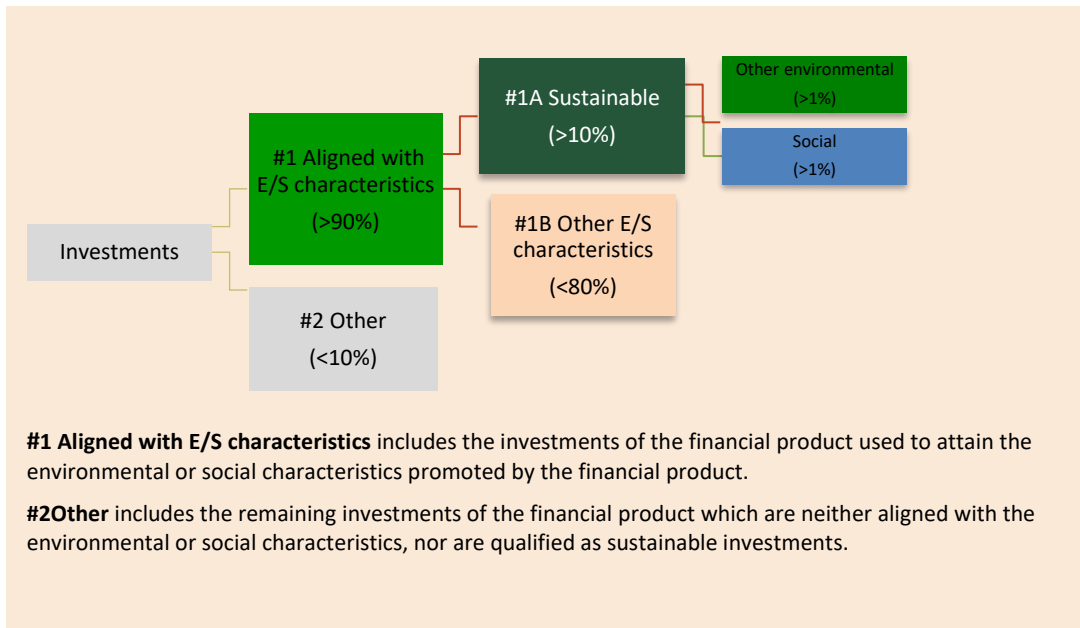 Other environmental
(>1%)
#1A Sustainable
(>10%)
Social
(>1%)
#1 Aligned with
E/S characteristics
(>90%)
#1B Other E/S
characteristics
(<80%)
Investments
#2 Other
(<10%)
#1 Aligned with E/S characteristics includes the investments of the financial product used to attain the
environmental or social characteristics promoted by the financial product.
#2Other includes the remaining investments of the financial product which are neither aligned with the
environmental or social characteristics, nor are qualified as sustainable investments.